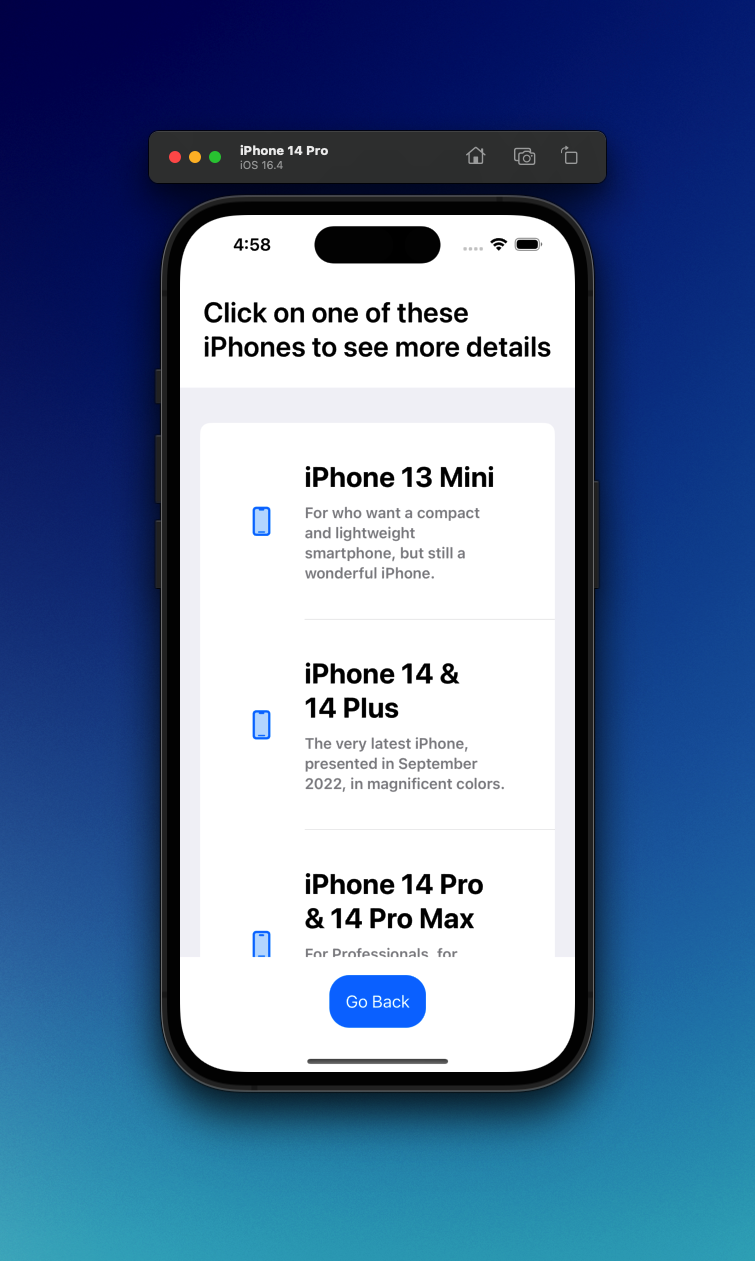 iPhone 14 Pro
iOS 16.4
4:58
Click on one of these
iPhones to see more details
iPhone 13 Mini
For who want a compact
and lightweight
smartphone, but still a
wonderful iPhone.
iPhone 14 &
14 Plus
The very latest iPhone,
presented in September
2022, in magnificent colors.
iPhone 14 Pro
& 14 Pro Max
For Professionals, for
Go Back